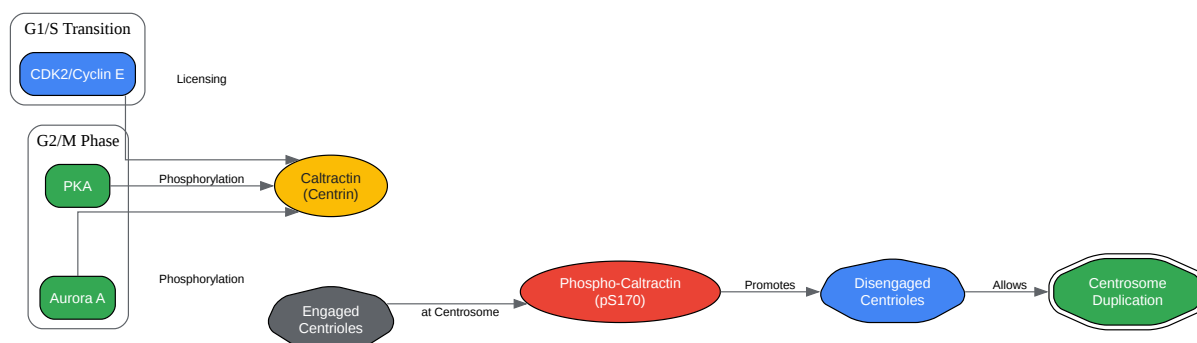 G1/S Transition
CDK2/Cyclin E
Licensing
G2/M Phase
PKA
Phosphorylation
Caltractin
(Centrin)
Aurora A
Phosphorylation
Engaged
Centrioles
at Centrosome
Phospho-Caltractin
(pS170)
Promotes
Disengaged
Centrioles
Allows
Centrosome
Duplication